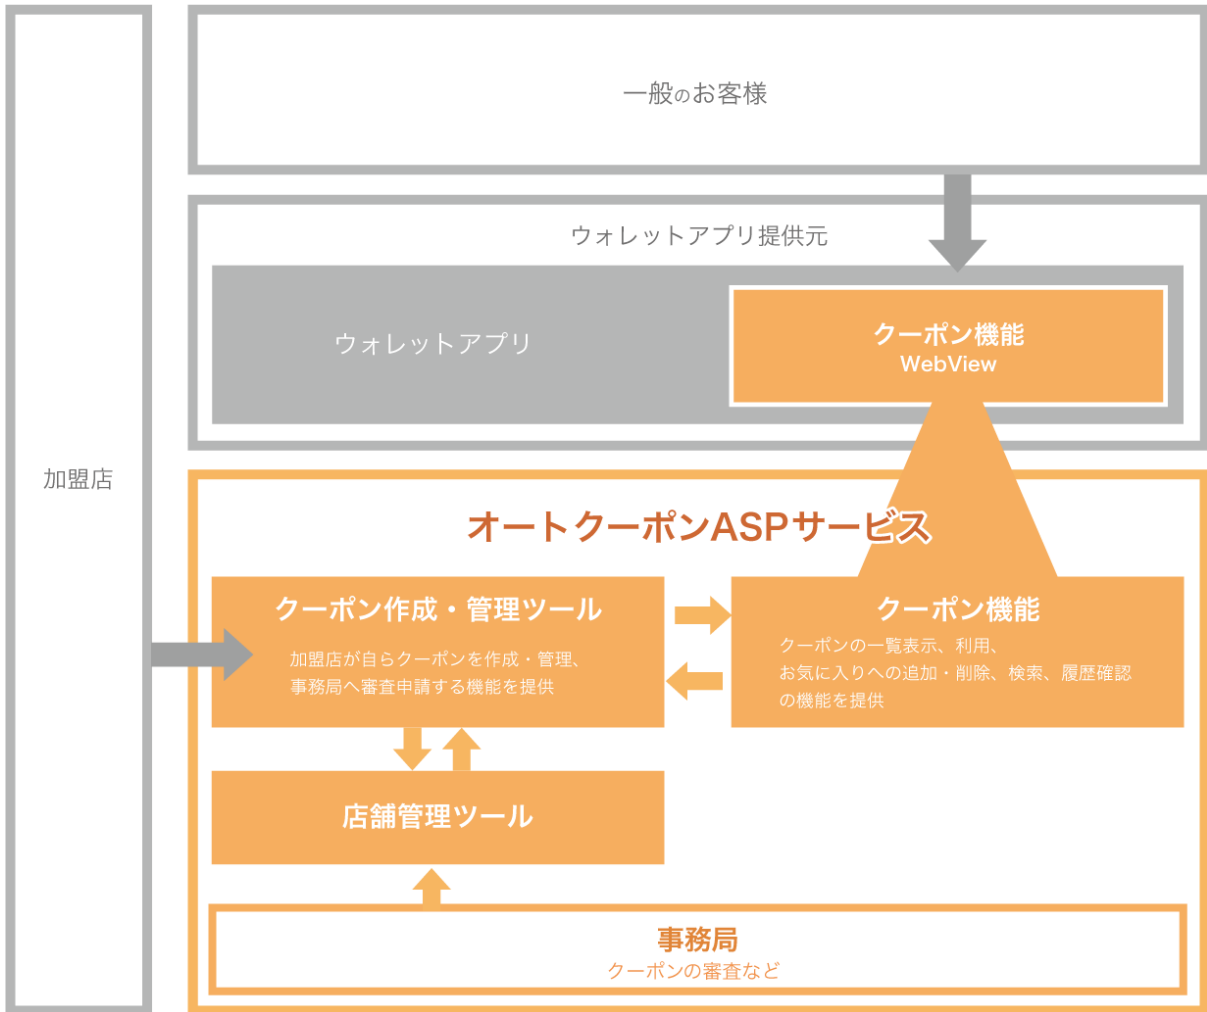 一般のお客様
ウォレットアプリ提供元
ウォレットアプリ
クーポン機能
WebView
加盟店
オートクーポンASPサービス
クーポン作成・管理ツール
加盟店が自らクーポンを作成・管理、
事務局へ審査申請する機能を提供
クーポン機能
クーポンの一覧表示、利用、
お気に入りへの追加・削除、検索、履歴確認
の機能を提供
店舗管理ツール
事務局
クーポンの審査など